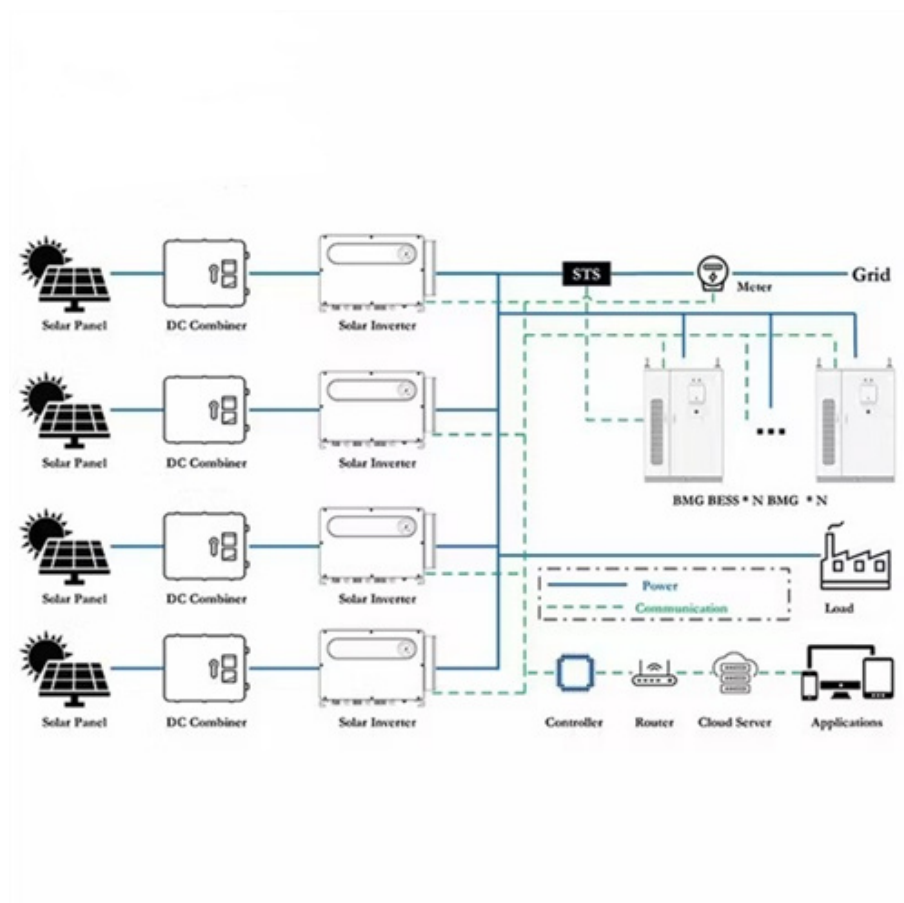 STS
Grid
Meter
Solar Panel
DC Combiner
Solar Inverter
Solar Panel
DC Combiner
Solar Inverter
BMG BESS * N BMG * N
Solar Panel
DC Combiner
Solar Inverter
Power
Communication
Load
Solar Panel
DC Combiner
Solar Inverter
Controller
Router
Cloud Server
Applications